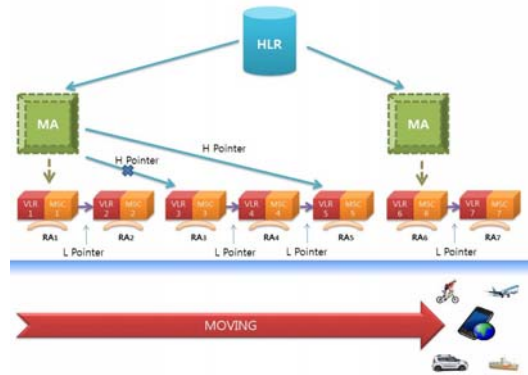 HLR
MA
MA
H Pointer
H Pointer
VLR 1 MSC 1
VLR 2 MSC 2
VLR 3 MSC 3
VLR 4 MSC 4
VLR 5 MSC 5
VLR 6 MSC 6
VLR 7 MSC 7
RA1
RA2
RA3
RA4
RA5
RA6
RA7
L Pointer
L Pointer
L Pointer
L Pointer
MOVING